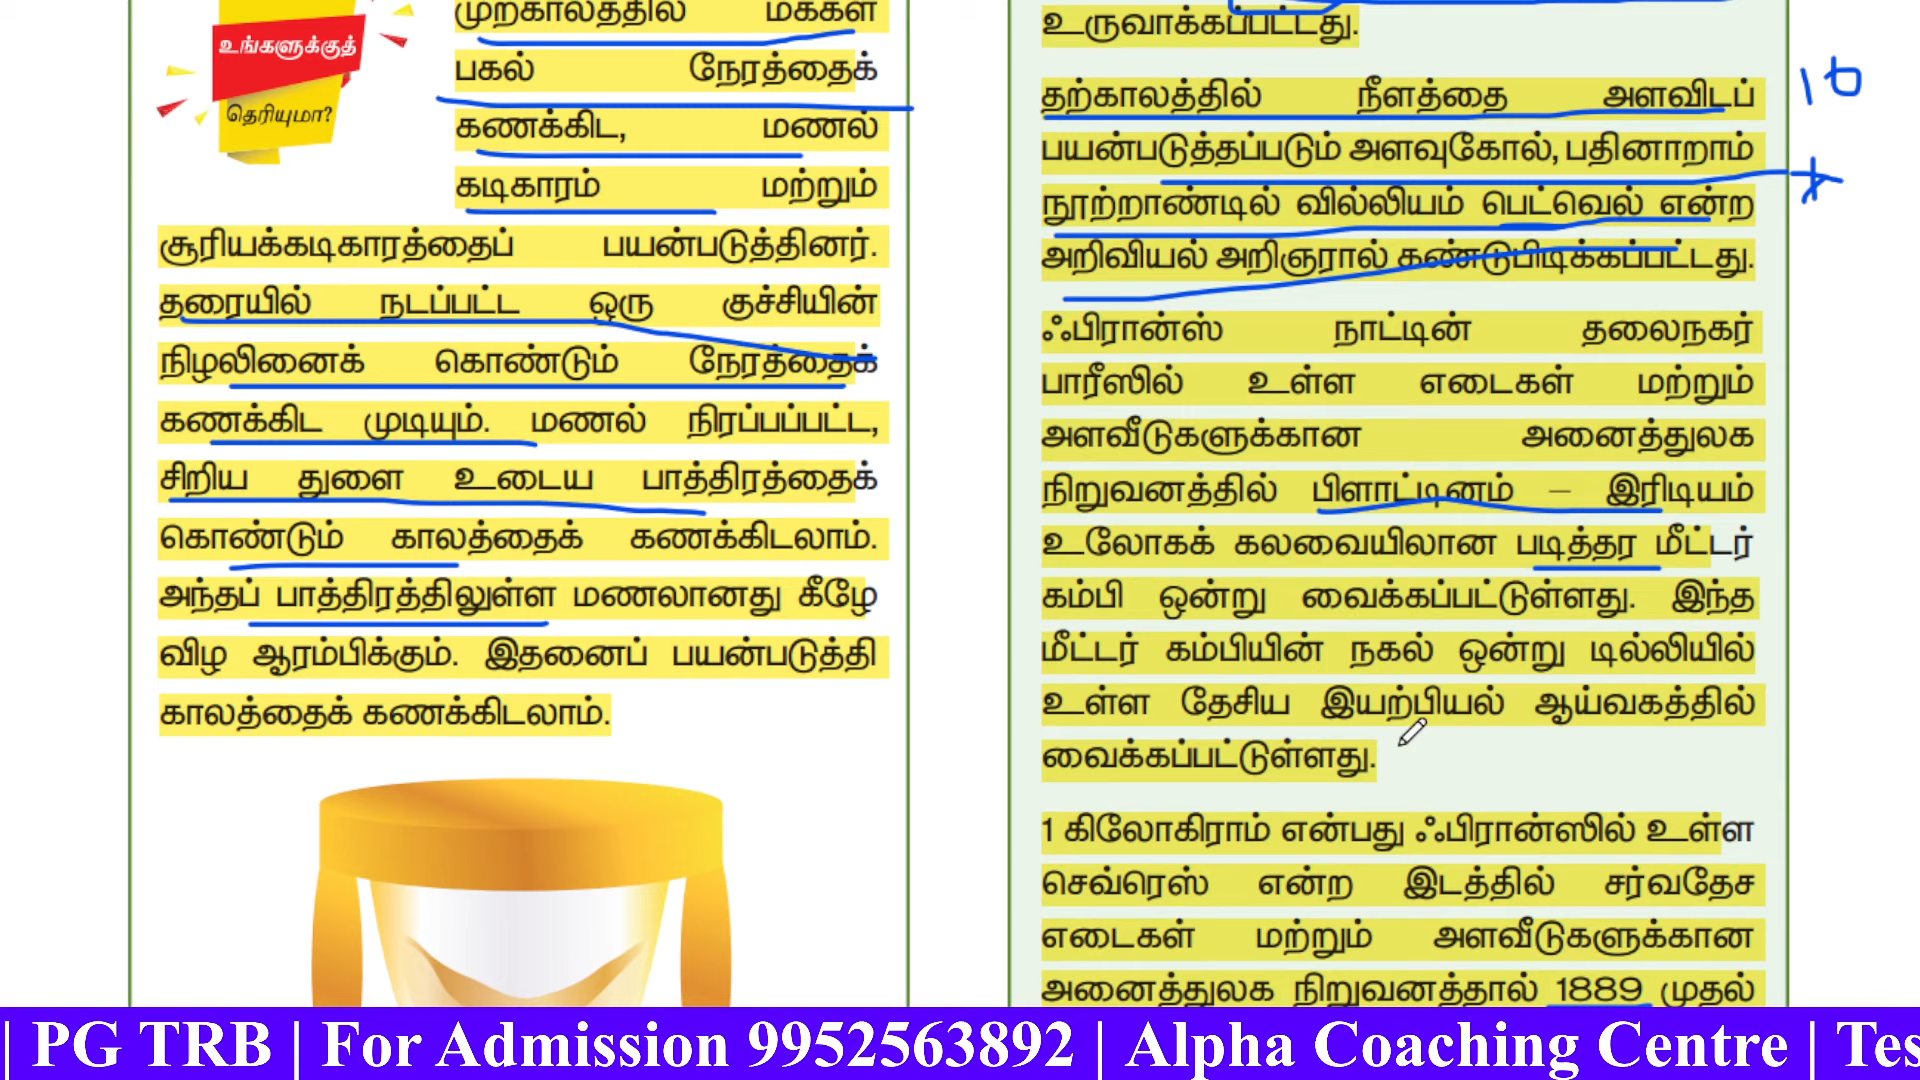 உங்களுக்குத்
தெரியுமா?
முற்காலத்தில் மக்கள்
பகல் நேரத்தைக்
கணக்கிட, மணல்
கடிகாரம் மற்றும்
சூரியக்கடிகாரத்தைப் பயன்படுத்தினர்.
தரையில் நடப்பட்ட ஒரு குச்சியின்
நிழலினைக் கொண்டும் நேரத்தைக்
கணக்கிட முடியும். மணல் நிரப்பப்பட்ட,
சிறிய துளை உடைய பாத்திரத்தைக்
கொண்டும் காலத்தைக் கணக்கிடலாம்.
அந்தப் பாத்திரத்திலுள்ள மணலானது கீழே
விழ ஆரம்பிக்கும். இதனைப் பயன்படுத்தி
காலத்தைக் கணக்கிடலாம்.
உருவாக்கப்பட்டது.
தற்காலத்தில் நீளத்தை அளவிடப்
பயன்படுத்தப்படும் அளவுகோல், பதினாறாம்
நூற்றாண்டில் வில்லியம் பெட்வெல் என்ற
அறிவியல் அறிஞரால் கண்டுபிடிக்கப்பட்டது.
ஃபிரான்ஸ் நாட்டின் தலைநகர்
பாரீஸில் உள்ள எடைகள் மற்றும்
அளவீடுகளுக்கான அனைத்துலக
நிறுவனத்தில் பிளாட்டினம் – இரிடியம்
உலோகக் கலவையிலான படித்தர மீட்டர்
கம்பி ஒன்று வைக்கப்பட்டுள்ளது. இந்த
மீட்டர் கம்பியின் நகல் ஒன்று டில்லியில்
உள்ள தேசிய இயற்பியல் ஆய்வகத்தில்
வைக்கப்பட்டுள்ளது.
1 கிலோகிராம் என்பது ஃபிரான்ஸில் உள்ள
செவ்ரெஸ் என்ற இடத்தில் சர்வதேச
எடைகள் மற்றும் அளவீடுகளுக்கான
அனைத்துலக நிறுவனத்தால் 1889 முதல்
| PG TRB | For Admission 9952563892 | Alpha Coaching Centre | Tes